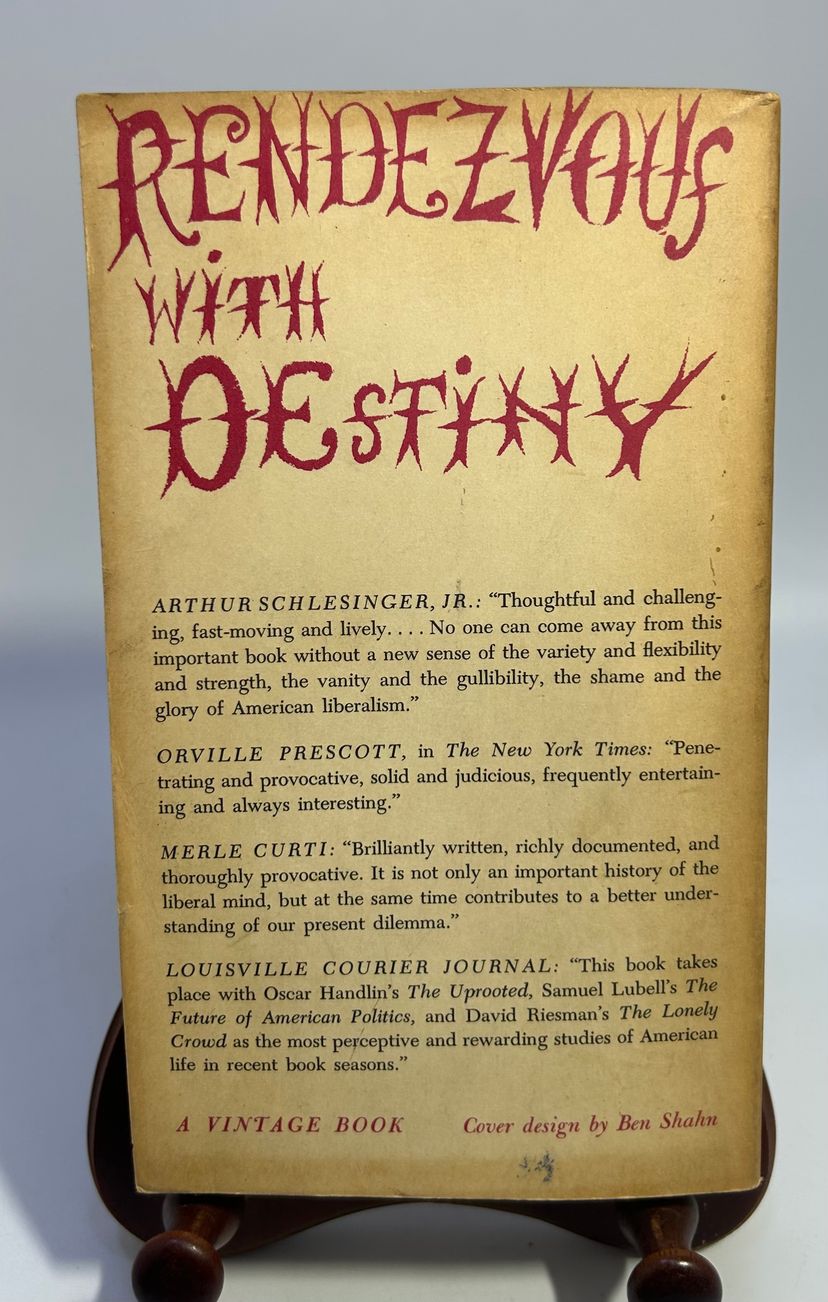 RENDEZVOUS
WITH
DESTINY
ARTHUR SCHLESINGER, JR.: “Thoughtful and challeng-
ing, fast-moving and lively. . . . No one can come away from this
important book without a new sense of the variety and flexibility
and strength, the vanity and the gullibility, the shame and the
glory of American liberalism.”
ORVILLE PRESCOTT, in The New York Times: “Pene-
trating and provocative, solid and judicious, frequently entertain-
ing and always interesting.”
MERLE CURTI: “Brilliantly written, richly documented, and
thoroughly provocative. It is not only an important history of the
liberal mind, but at the same time contributes to a better under-
standing of our present dilemma.”
LOUISVILLE COURIER JOURNAL: “This book takes
place with Oscar Handlin’s The Uprooted, Samuel Lubell’s The
Future of American Politics, and David Riesman’s The Lonely
Crowd as the most perceptive and rewarding studies of American
life in recent book seasons.”
A VINTAGE BOOK Cover design by Ben Shahn